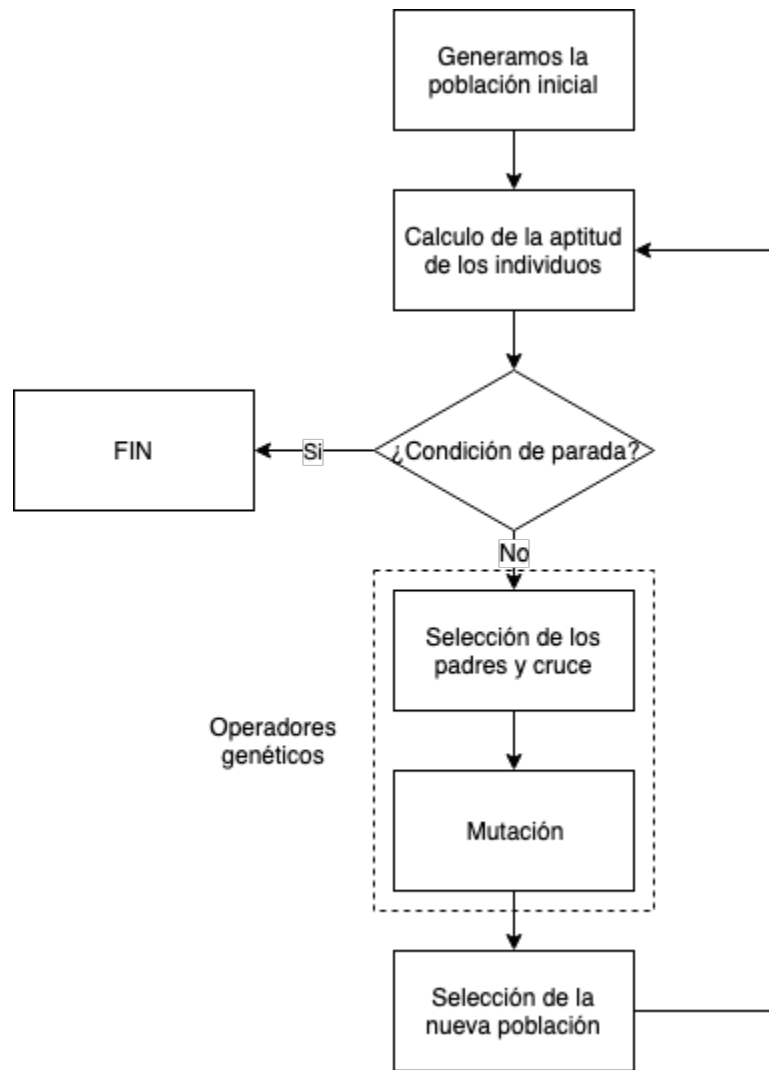 Generamos la
población inicial
Calculo de la aptitud
de los individuos
¿Condición de parada?
Si
FIN
No
Selección de los
padres y cruce
Operadores
genéticos
Mutación
Selección de la
nueva población